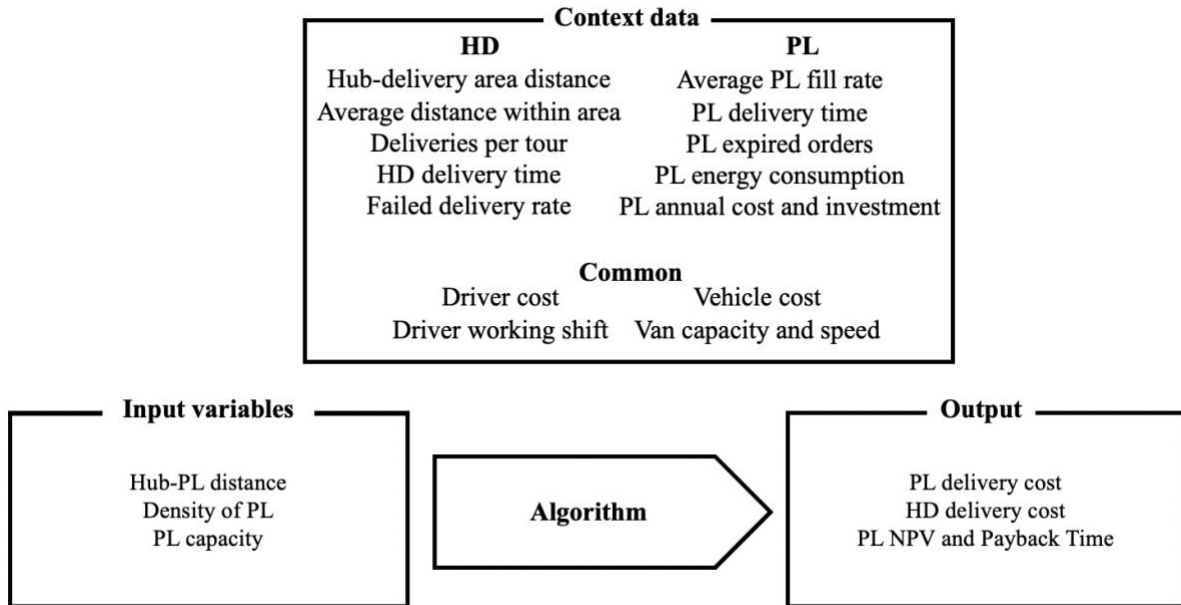 Context data
HD
Hub-delivery area distance
Average distance within area
Deliveries per tour
HD delivery time
Failed delivery rate
PL
Average PL fill rate
PL delivery time
PL expired orders
PL energy consumption
PL annual cost and investment
Common
Driver cost
Driver working shift
Vehicle cost
Van capacity and speed
Input variables
Hub-PL distance
Density of PL
PL capacity
Algorithm
Output
PL delivery cost
HD delivery cost
PL NPV and Payback Time